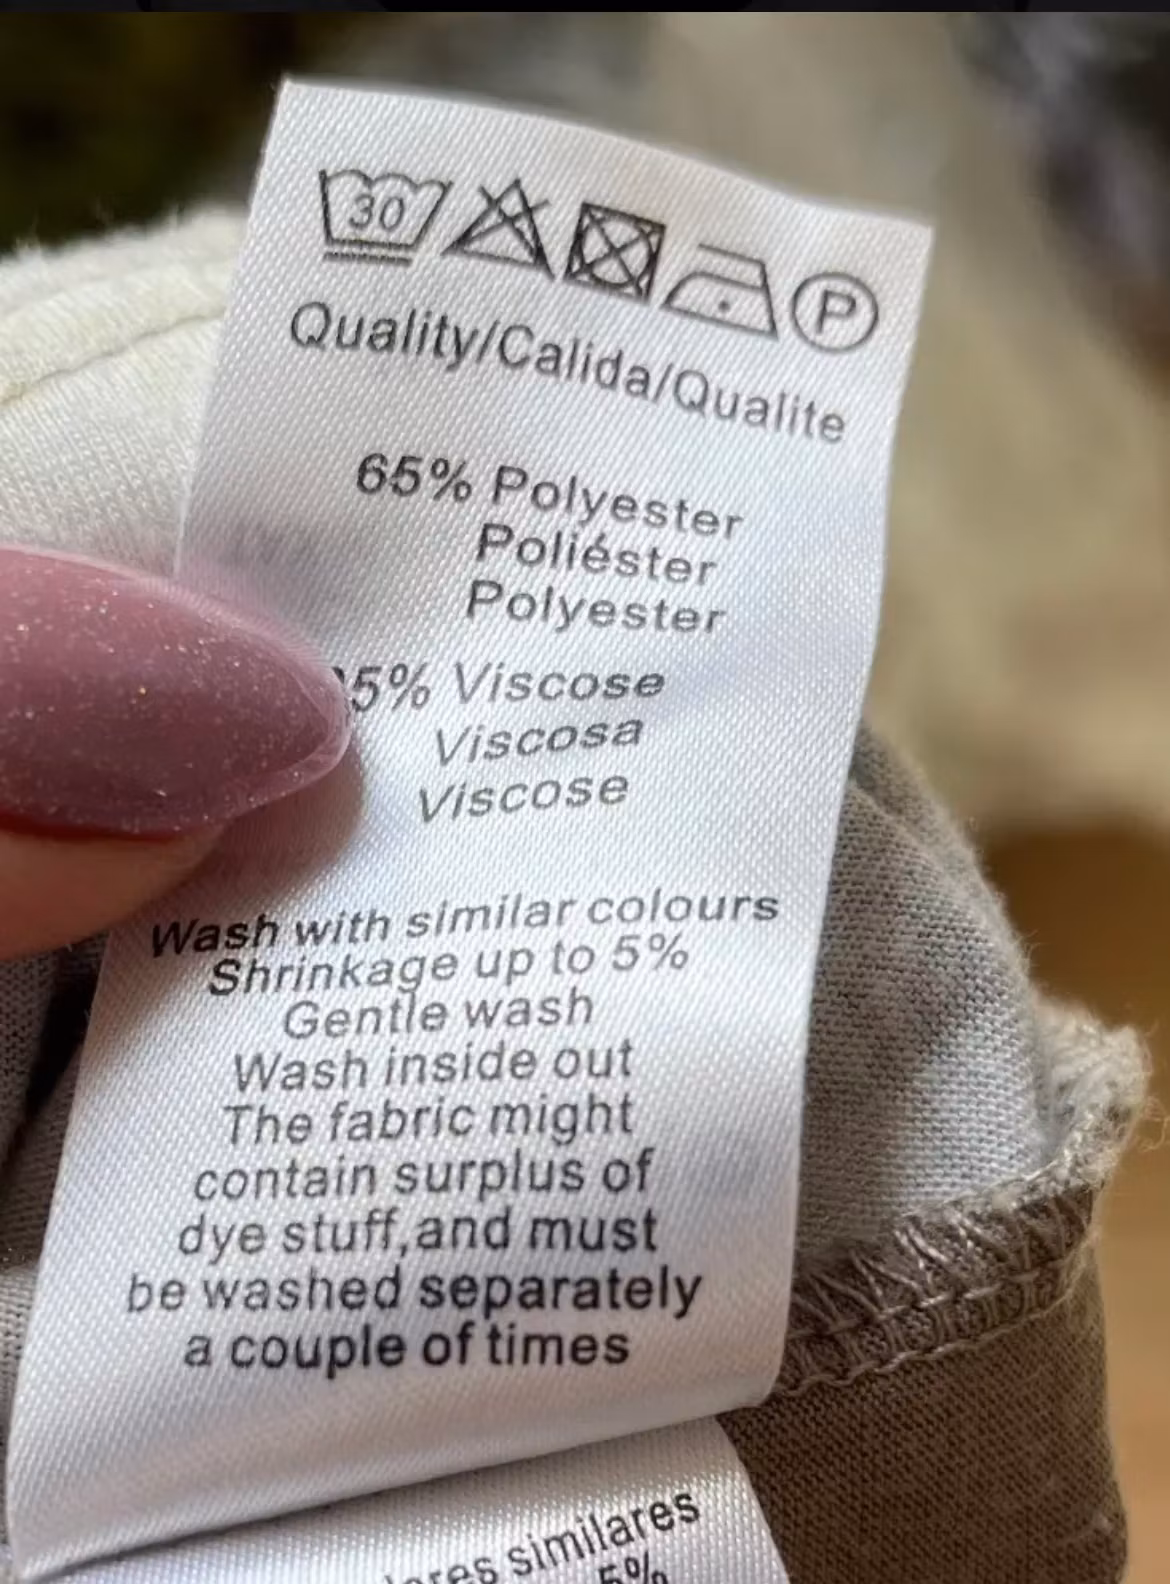 30
P
Quality/Calida/Qualite
65% Polyester
Poliéster
Polyester
5% Viscose
Viscosa
Viscose
Wash with similar colours
Shrinkage up to 5%
Gentle wash
Wash inside out
The fabric might
contain surplus of
dye stuff,and must
be washed separately
a couple of times
similares
5%